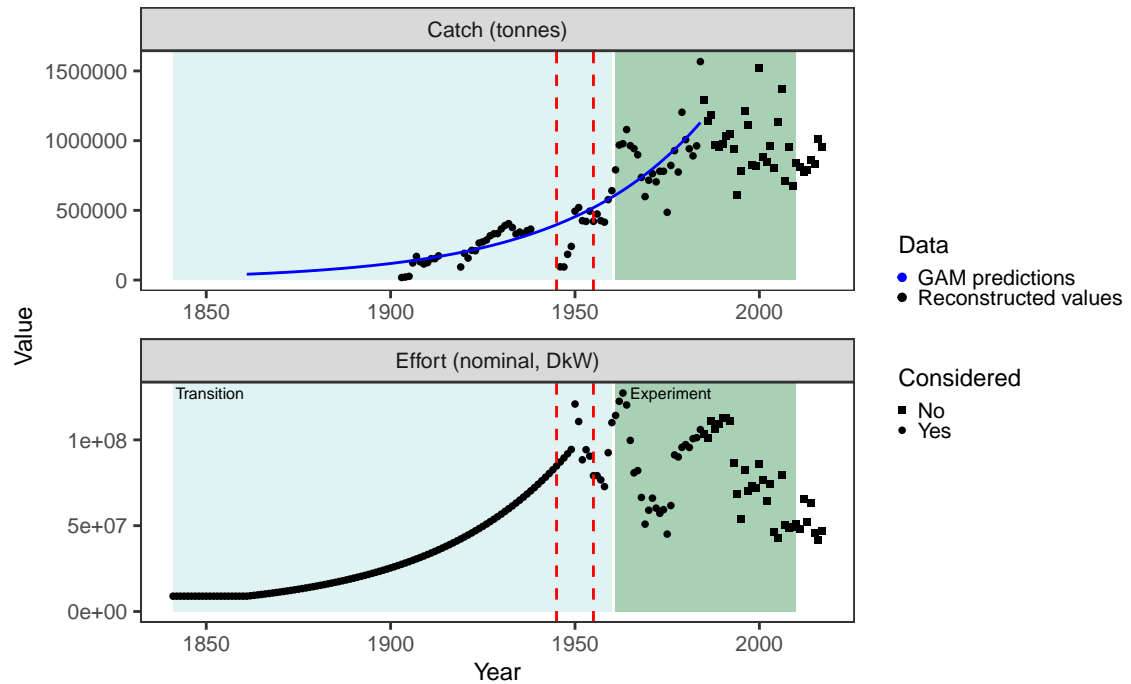 Catch (tonnes)
1500000
1000000
500000
0
1850
1900
1950
2000
Value
Effort (nominal, DkW)
Transition
Experiment
1e+08
5e+07
0e+00
1850
1900
1950
2000
Year
Data
GAM predictions
Reconstructed values
Considered
No
Yes